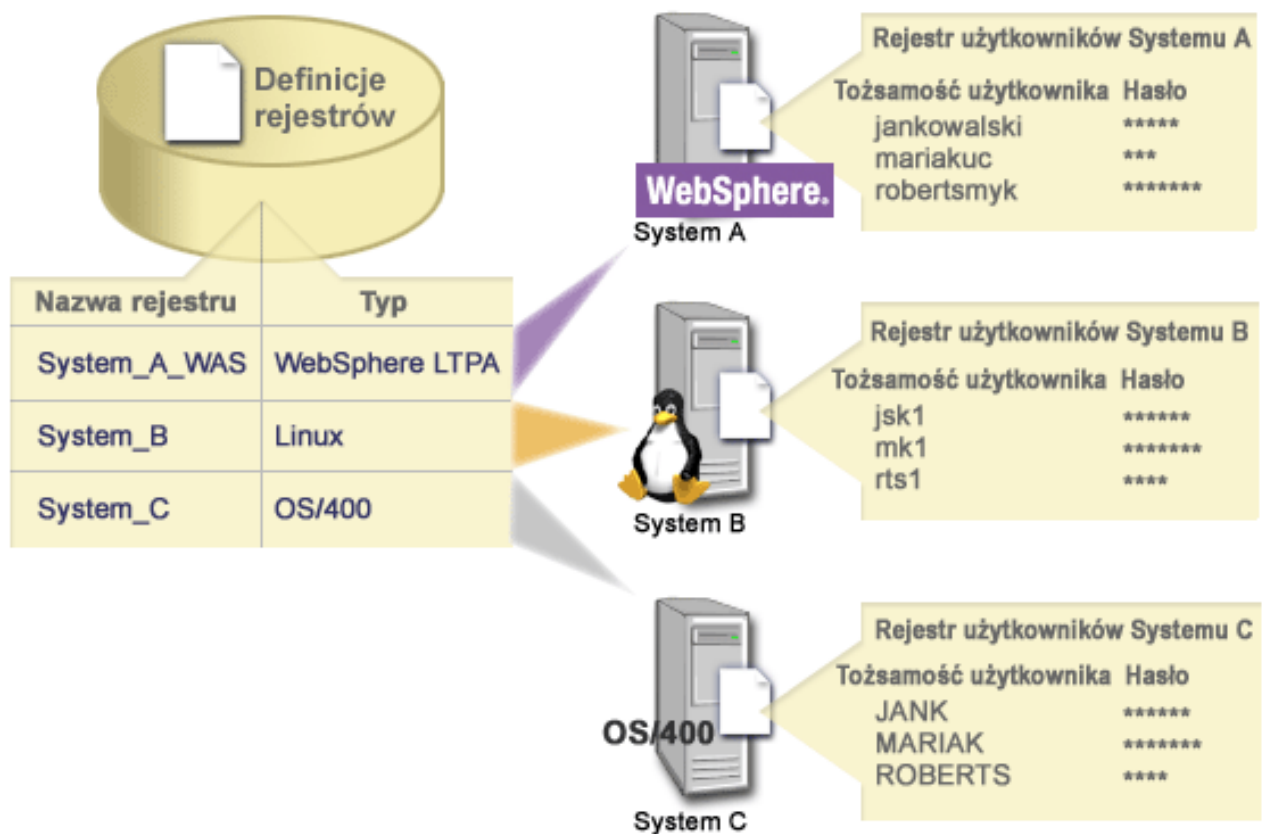 Definicje
rejestrów
Nazwa rejestru Typ
System_A_WAS WebSphere LTPA
System_B Linux
System_C OS/400
WebSphere.
System A
Rejestr użytkowników Systemu A
Tożsamość użytkownika Hasło
jankowalski *****
mariakuc ***
robertsmyk *******
System B
Rejestr użytkowników Systemu B
Tożsamość użytkownika Hasło
jsk1 ******
mk1 *******
rts1 ****
OS/400
System C
Rejestr użytkowników Systemu C
Tożsamość użytkownika Hasło
JANK ******
MARIAK *******
ROBERTS ****